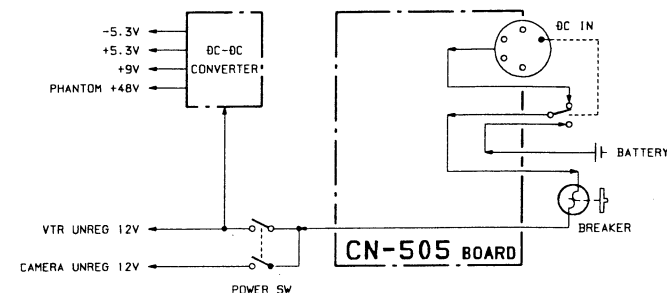 -5.3V
+5.3V
+9V
PHANTOM +48V
DC-DC
CONVERTER
DC IN
BATTERY
BREAKER
VTR UNREG 12V
CAMERA UNREG 12V
POWER SW
CN-505 BOARD